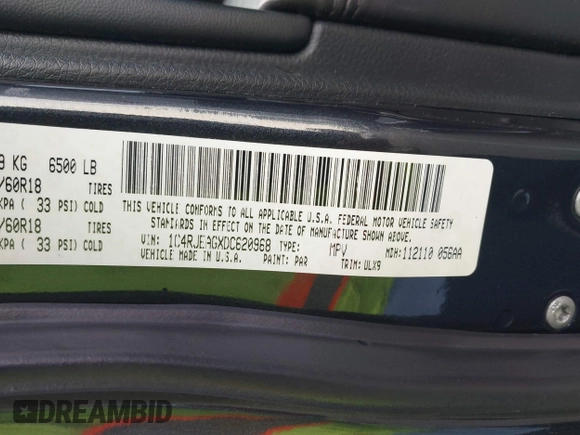 KG 6500 LB
/60R18 TIRES
KPA ( 33 PSI) COLD
/60R18 TIRES
KPA ( 33 PSI) COLD
THIS VEHICLE CONFORMS TO ALL APPLICABLE U.S.A. FEDERAL MOTOR VEHICLE SAFETY
STANDARDS IN EFFECT ON THE DATE OF MANUFACTURE SHOWN ABOVE.
VIN: 1C4RJEAGXDC620968 TYPE: MPV MDH: 112110 056AA
VEHICLE MADE IN U.S.A. PAINT: PAR TRIM: ULX9
DREAMBID